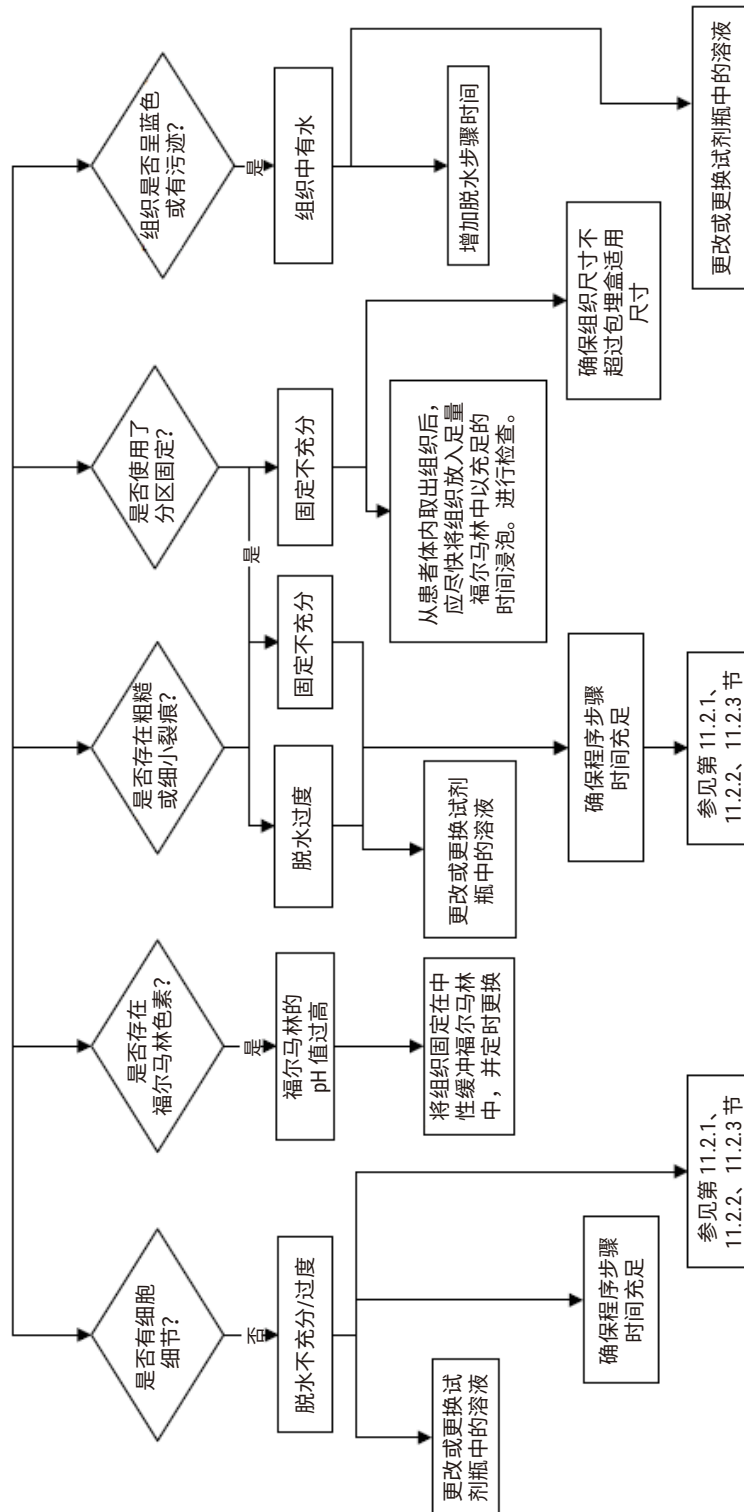 是否有细胞
细节？
否
脱水不充分/过度
更改或更换试
剂瓶中的溶液
确保程序步骤
时间充足
参见第 11.2.1、
11.2.2、11.2.3 节
是否存在
福尔马林色素？
是
福尔马林的
pH 值过高
将组织固定在中
性缓冲福尔马林
中，并定时更换
是否存在粗糙
或细小裂痕？
是
脱水过度
固定不充分
更改或更换试剂
瓶中的溶液
确保程序步骤
时间充足
参见第 11.2.1、
11.2.2、11.2.3 节
是否使用了
分区固定？
固定不充分
从患者体内取出组织后，
应尽快将组织放入足量
福尔马林中以充足的
时间浸泡。进行检查。
确保组织尺寸不
超过包埋盒适用
尺寸
组织是否呈蓝色
或有污迹？
是
组织中有水
增加脱水步骤时间
更改或更换试剂瓶中的溶液